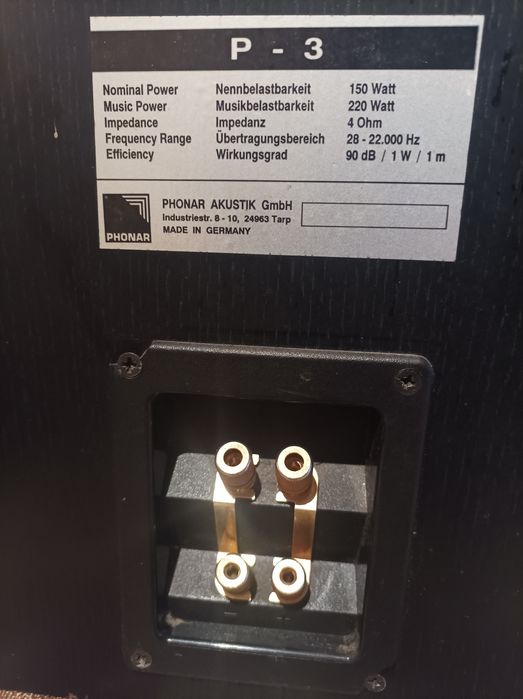 P - 3
Nominal Power Nennbelastbarkeit 150 Watt
Music Power Musikbelastbarkeit 220 Watt
Impedance Impedanz 4 Ohm
Frequency Range Übertragungsbereich 28 - 22.000 Hz
Efficiency Wirkungsgrad 90 dB / 1 W / 1 m
PHONAR
PHONAR AKUSTIK GmbH
Industriestr. 8 - 10, 24963 Tarp
MADE IN GERMANY